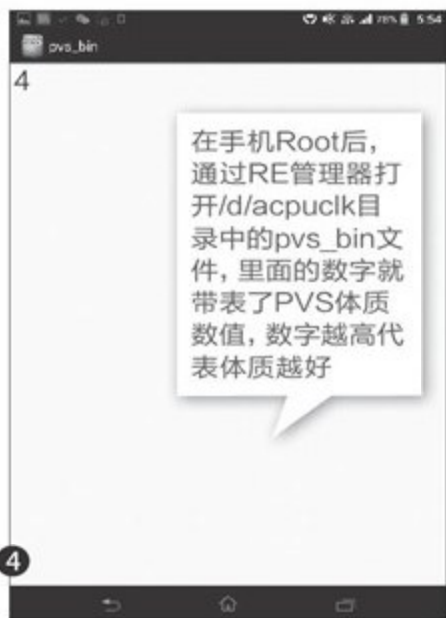 78% 5:54
pvs_bin
4
在手机Root后，
通过RE管理器打
开/d/acpuclk目
录中的pvs_bin文
件，里面的数字就
带表了PVS体质
数值，数字越高代
表体质越好
4